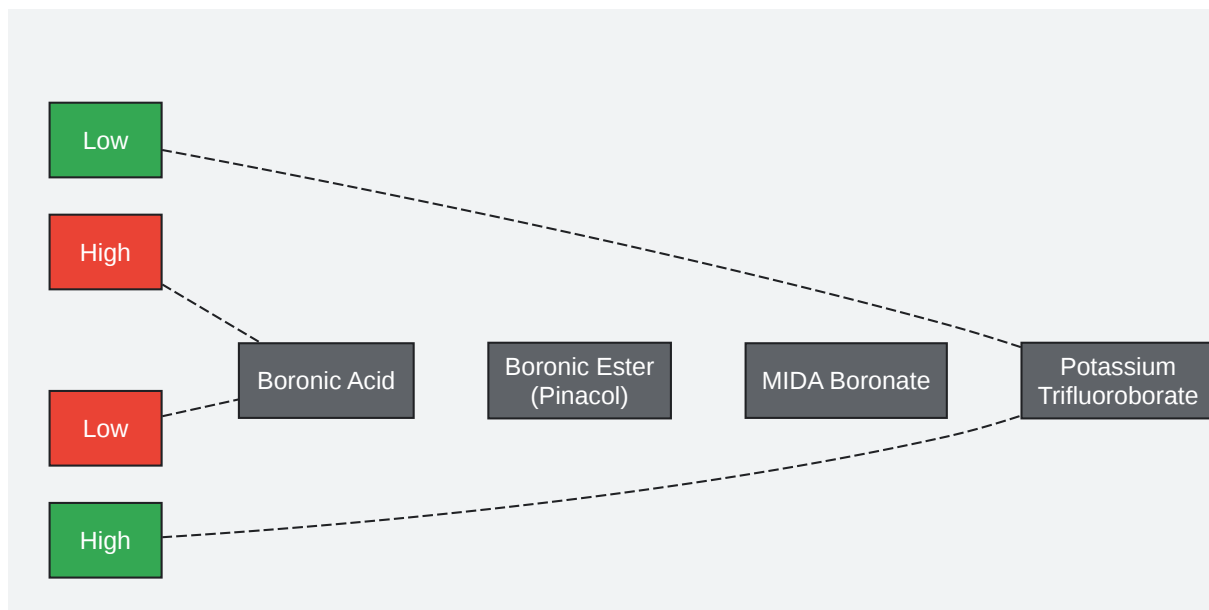 Low
High
Boronic Acid
Boronic Ester
(Pinacol)
MIDA Boronate
Potassium
Trifluoroborate
Low
High